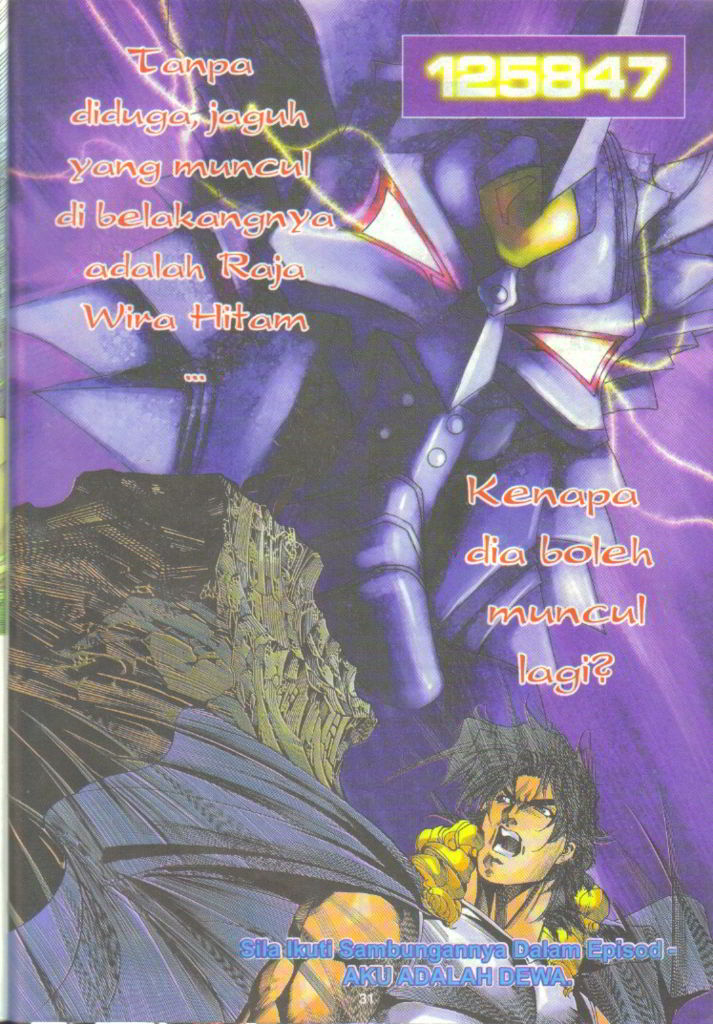 125847
Tanpa
diduga, jaguh
yang muncul
di belakangnya
adalah Raja
Wira Hitam
...
Kenapa
dia boleh
muncul
lagi?
Sila Ikuti Sambungannya Dalam Episod -
AKU ADALAH DEWA.
31